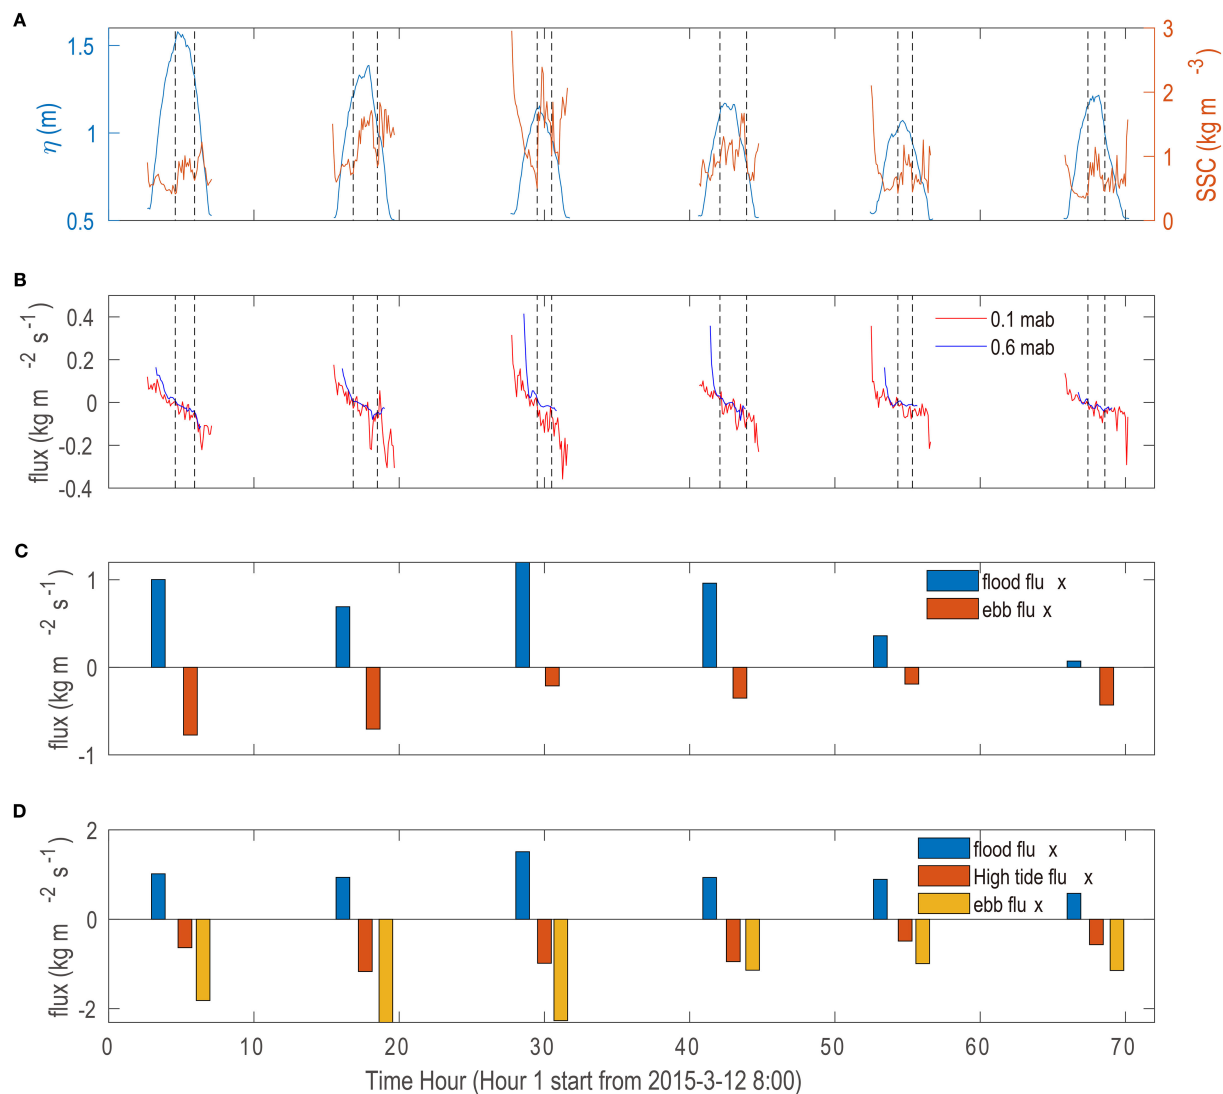 A
1.5
1
0.5
η (m)
3
2
1
0
SSC (kg m -3)
B
0.4
0.2
0
-0.2
-0.4
flux (kg m -2 s -1)
0.1 mab
0.6 mab
C
1
0
-1
flux (kg m -2 s -1)
flood flu x
ebb flu x
D
2
0
-2
flux (kg m -2 s -1)
flood flu x
High tide flu x
ebb flu x
0 10 20 30 40 50 60 70
Time Hour (Hour 1 start from 2015-3-12 8:00)